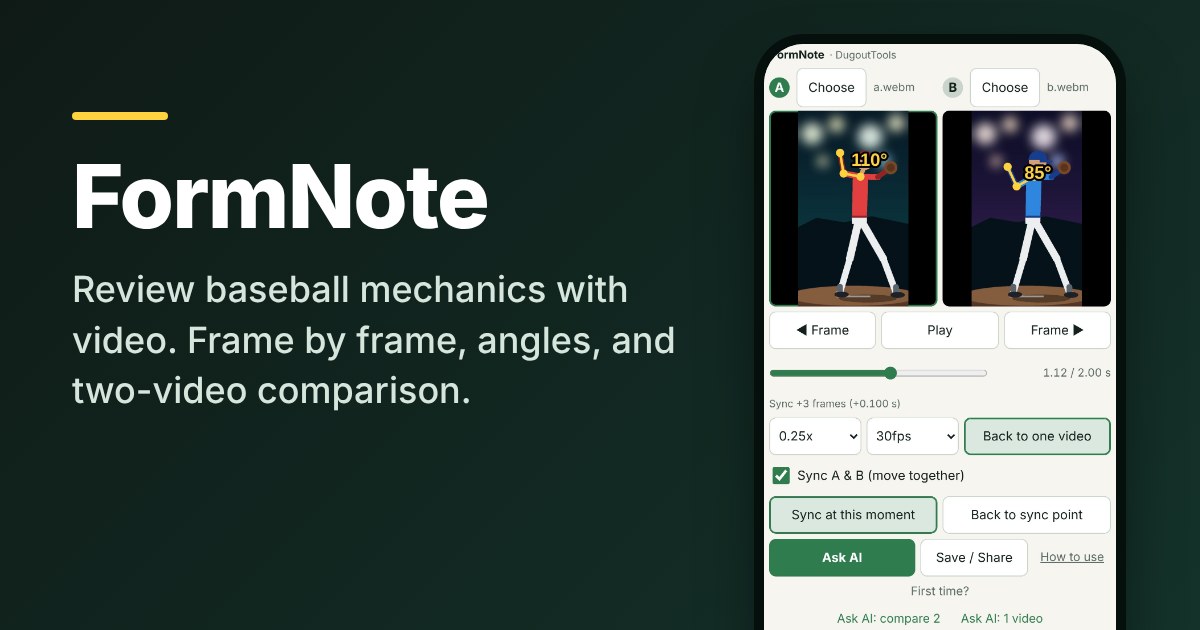 FormNote
Review baseball mechanics with
video. Frame by frame, angles, and
two-video comparison.
ormNote · DugoutTools
A Choose a.webm B Choose b.webm
110° 85°
◀ Frame Play Frame ▶
1.12 / 2.00 s
Sync +3 frames (+0.100 s)
0.25x 30fps Back to one video
Sync A & B (move together)
Sync at this moment Back to sync point
Ask AI Save / Share How to use
First time?
Ask AI: compare 2 Ask AI: 1 video